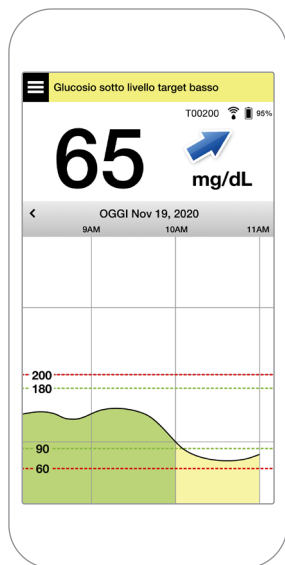 Glucosio sotto livello target basso
T00200 95%
65
mg/dL
OGGI Nov 19, 2020
9AM 10AM 11AM
200
180
90
60